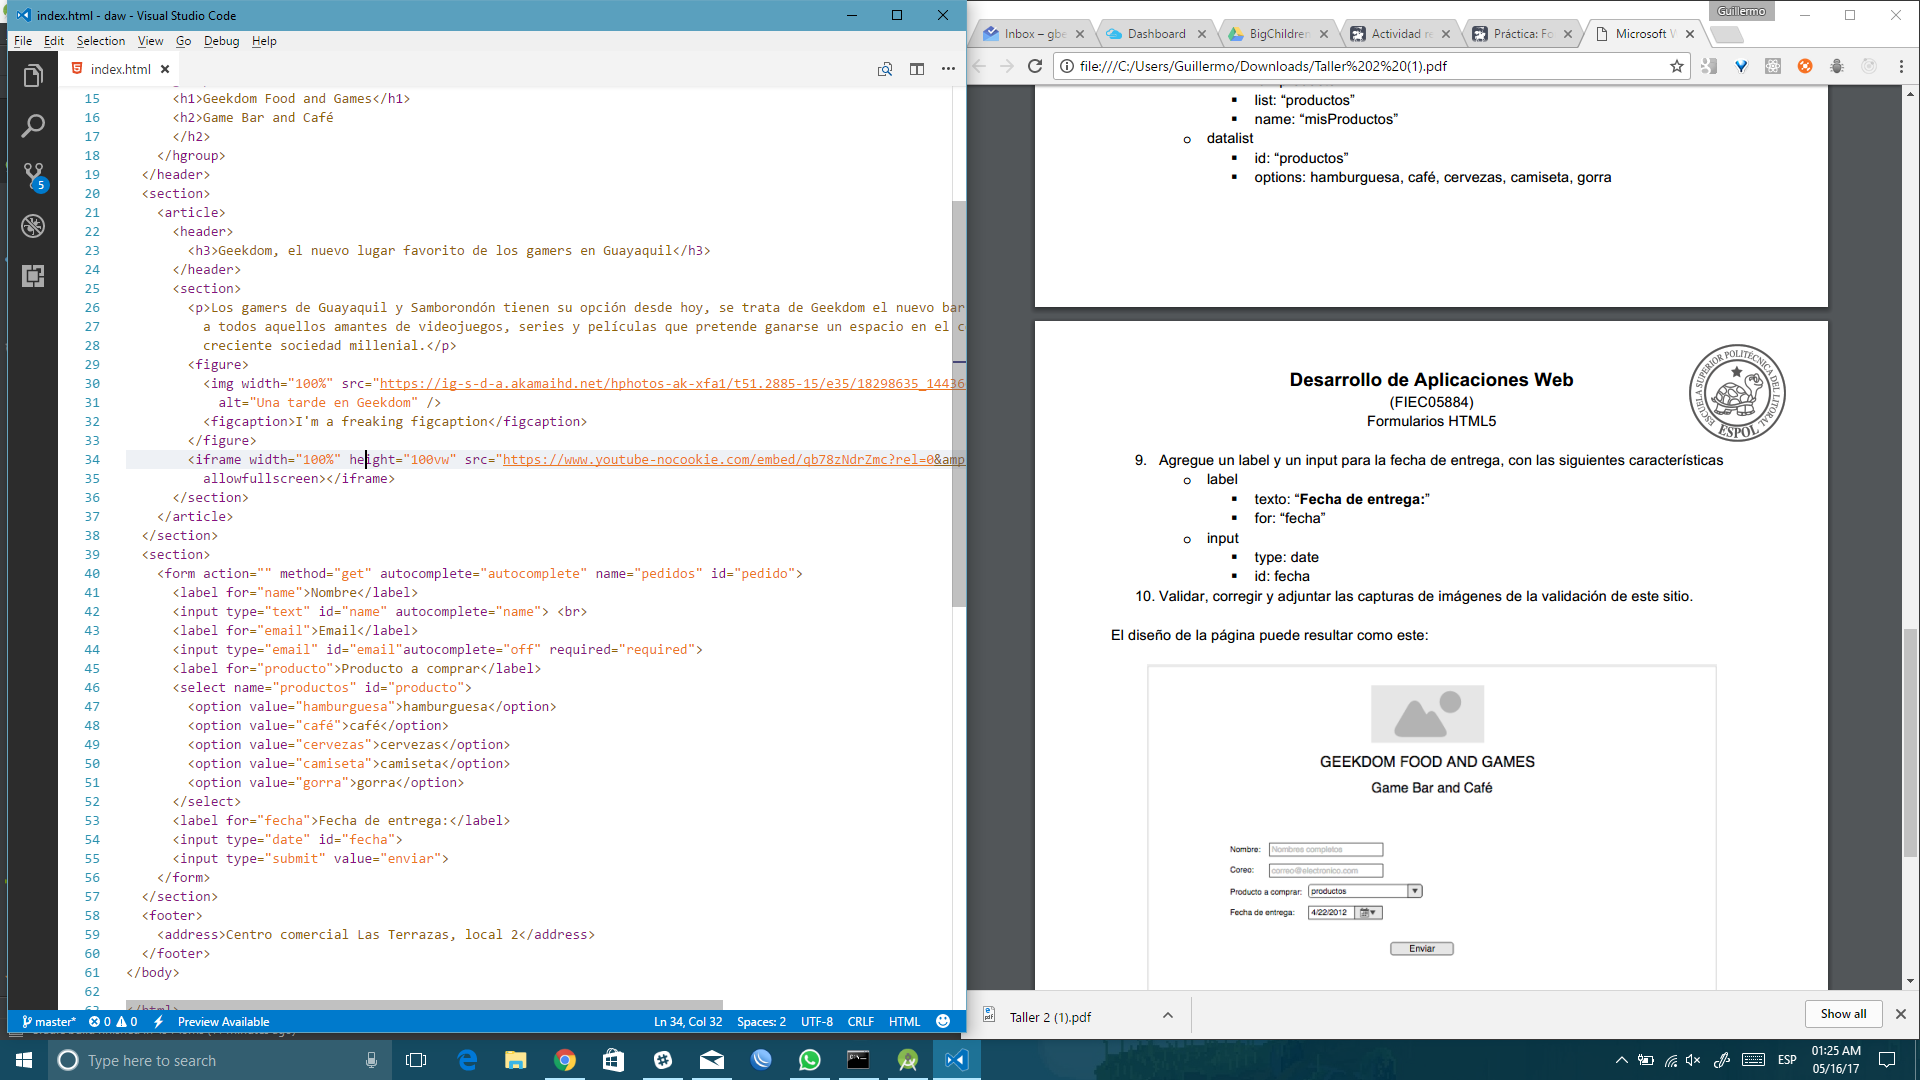 index.html - daw - Visual Studio Code
File Edit Selection View Go Debug Help
index.html
5
15 <h1>Geekdom Food and Games</h1>
16 <h2>Game Bar and Café
17 </h2>
18 </hgroup>
19 </header>
20 <section>
21 <article>
22 <header>
23 <h3>Geekdom, el nuevo lugar favorito de los gamers en Guayaquil</h3>
24 </header>
25 <section>
26 <p>Los gamers de Guayaquil y Samborondón tienen su opción desde hoy, se trata de Geekdom el nuevo bar
27 a todos aquellos amantes de videojuegos, series y películas que pretende ganarse un espacio en el c
28 creciente sociedad millenial.</p>
29 <figure>
30 <img width="100%" src="https://ig-s-d-a.akamaihd.net/hphotos-ak-xfa1/t51.2885-15/e35/18298635_14436
31 alt="Una tarde en Geekdom" />
32 <figcaption>I'm a freaking figcaption</figcaption>
33 </figure>
34 <iframe width="100%" height="100vw" src="https://www.youtube-nocookie.com/embed/qb78zNdrZmc?rel=0&amp
35 allowfullscreen></iframe>
36 </section>
37 </article>
38 </section>
39 <section>
40 <form action="" method="get" autocomplete="autocomplete" name="pedidos" id="pedido">
41 <label for="name">Nombre</label>
42 <input type="text" id="name" autocomplete="name"> <br>
43 <label for="email">Email</label>
44 <input type="email" id="email"autocomplete="off" required="required">
45 <label for="producto">Producto a comprar</label>
46 <select name="productos" id="producto">
47 <option value="hamburguesa">hamburguesa</option>
48 <option value="café">café</option>
49 <option value="cervezas">cervezas</option>
50 <option value="camiseta">camiseta</option>
51 <option value="gorra">gorra</option>
52 </select>
53 <label for="fecha">Fecha de entrega:</label>
54 <input type="date" id="fecha">
55 <input type="submit" value="enviar">
56 </form>
57 </section>
58 <footer>
59 <address>Centro comercial Las Terrazas, local 2</address>
60 </footer>
61 </body>
62
master* 0 0 Preview Available Ln 34, Col 32 Spaces: 2 UTF-8 CRLF HTML
Guillermo
Inbox – gbe Dashboard BigChildren Actividad re Práctica: Fo Microsoft W
file:///C:/Users/Guillermo/Downloads/Taller%202%20(1).pdf
▪ list: “productos”
▪ name: “misProductos”
o datalist
▪ id: “productos”
▪ options: hamburguesa, café, cervezas, camiseta, gorra
Desarrollo de Aplicaciones Web
(FIEC05884)
Formularios HTML5
ESCUELA SUPERIOR POLITÉCNICA DEL LITORAL
ESPOL
9. Agregue un label y un input para la fecha de entrega, con las siguientes características
o label
▪ texto: “Fecha de entrega:”
▪ for: “fecha”
o input
▪ type: date
▪ id: fecha
10. Validar, corregir y adjuntar las capturas de imágenes de la validación de este sitio.
El diseño de la página puede resultar como este:
GEEKDOM FOOD AND GAMES
Game Bar and Café
Nombre: Nombres completos
Coreo: correo@electronico.com
Producto a comprar: productos
Fecha de entrega: 4/22/2012
Enviar
Taller 2 (1).pdf
Show all
Type here to search
ESP
01:25 AM
05/16/17